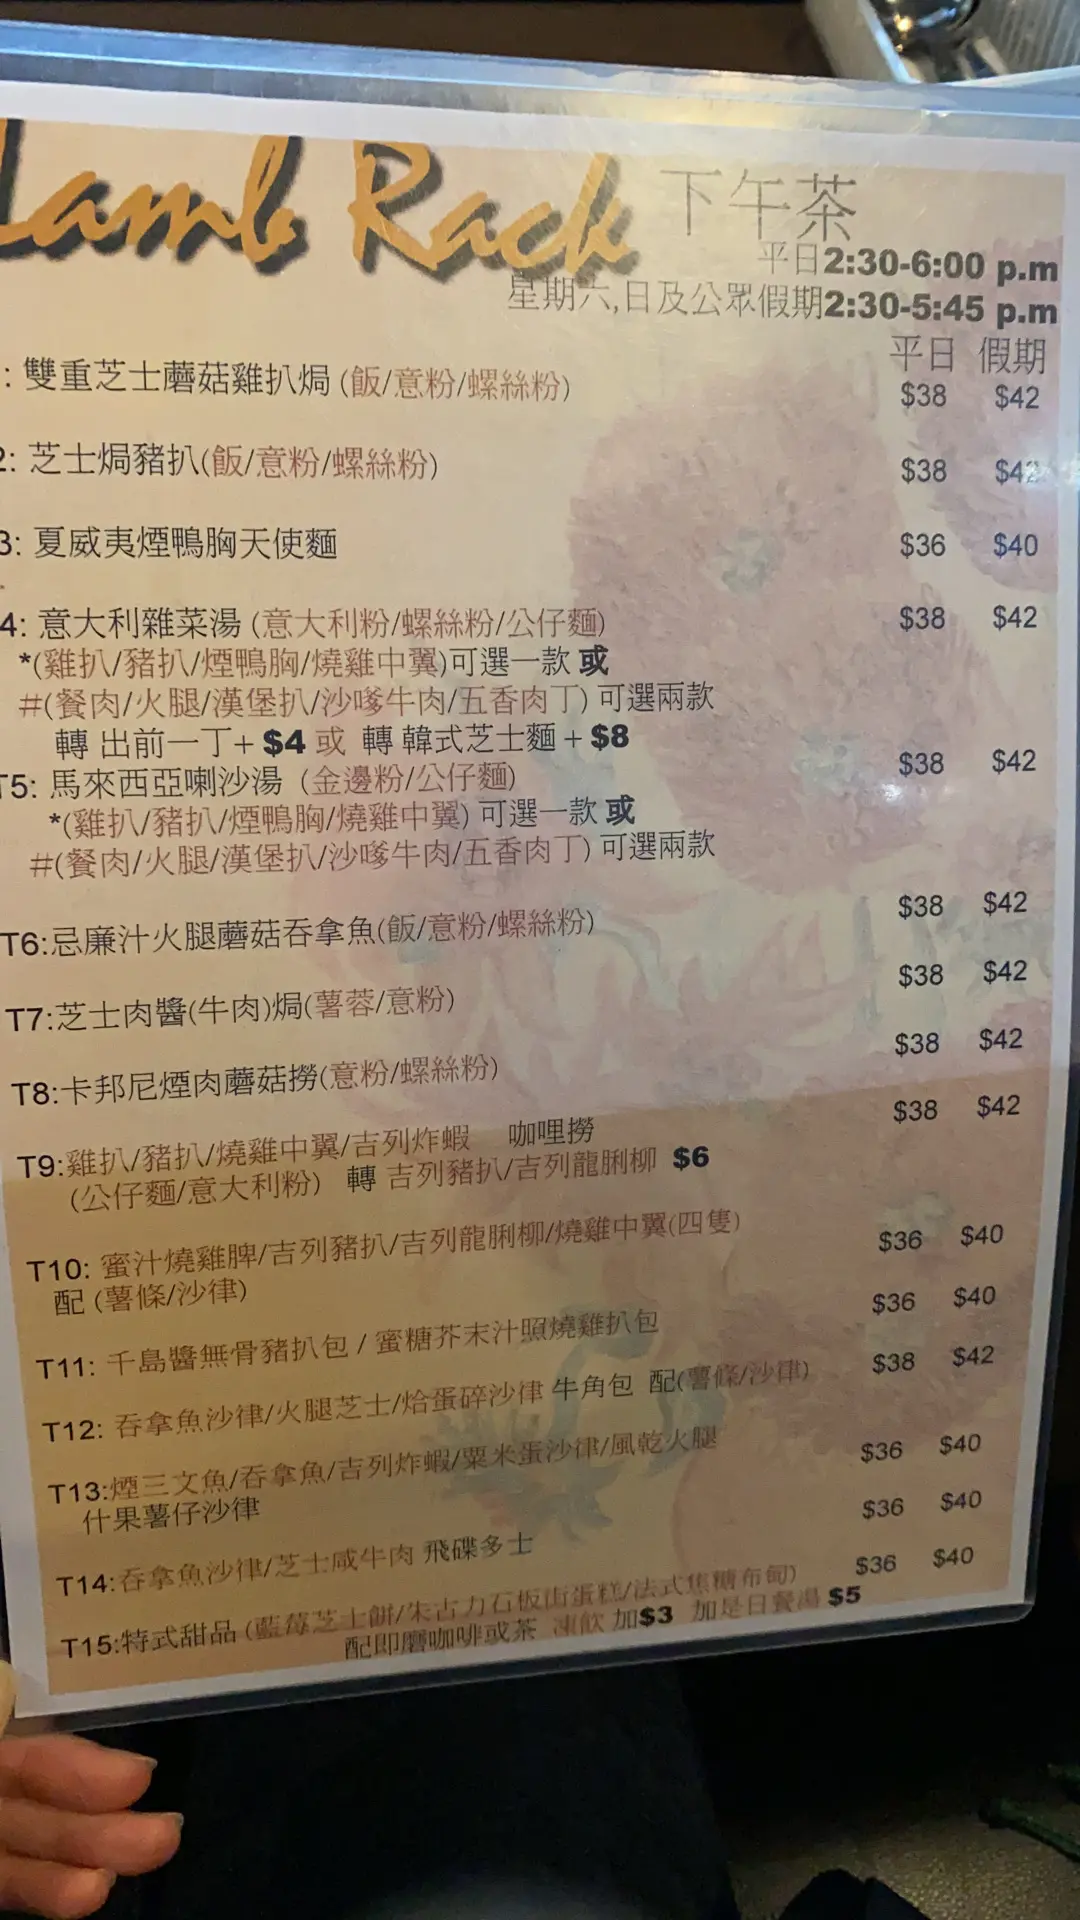 Lamb Rack 下午茶
平日2:30-6:00 p.m
星期六,日及公眾假期2:30-5:45 p.m
平日 假期
: 雙重芝士蘑菇雞扒焗 (飯/意粉/螺絲粉) $38 $42
2: 芝士焗豬扒(飯/意粉/螺絲粉) $38 $42
3: 夏威夷煙鴨胸天使麵 $36 $40
4: 意大利雜菜湯 (意大利粉/螺絲粉/公仔麵) $38 $42
*(雞扒/豬扒/煙鴨胸/燒雞中翼)可選一款 或
#(餐肉/火腿/漢堡扒/沙嗲牛肉/五香肉丁) 可選兩款
轉 出前一丁+ $4 或 轉 韓式芝士麵 + $8
T5: 馬來西亞喇沙湯 (金邊粉/公仔麵) $38 $42
*(雞扒/豬扒/煙鴨胸/燒雞中翼) 可選一款 或
#(餐肉/火腿/漢堡扒/沙嗲牛肉/五香肉丁) 可選兩款
T6:忌廉汁火腿蘑菇吞拿魚(飯/意粉/螺絲粉) $38 $42
T7:芝士肉醬(牛肉)焗(薯蓉/意粉) $38 $42
T8:卡邦尼煙肉蘑菇撈(意粉/螺絲粉) $38 $42
T9:雞扒/豬扒/燒雞中翼/吉列炸蝦 咖哩撈 $38 $42
(公仔麵/意大利粉) 轉 吉列豬扒/吉列龍脷柳 $6
T10: 蜜汁燒雞脾/吉列豬扒/吉列龍脷柳/燒雞中翼(四隻) $36 $40
配 (薯條/沙律)
T11: 千島醬無骨豬扒包 / 蜜糖芥末汁照燒雞扒包 $36 $40
T12: 吞拿魚沙律/火腿芝士/烚蛋碎沙律 牛角包 配(薯條/沙律) $38 $42
T13:煙三文魚/吞拿魚/吉列炸蝦/粟米蛋沙律/風乾火腿 $36 $40
什果薯仔沙律
T14:吞拿魚沙律/芝士咸牛肉 飛碟多士 $36 $40
T15:特式甜品 (藍莓芝士餅/朱古力石板街蛋糕/法式焦糖布甸) $36 $40
配即磨咖啡或茶 凍飲 加$3 加是日餐湯 $5